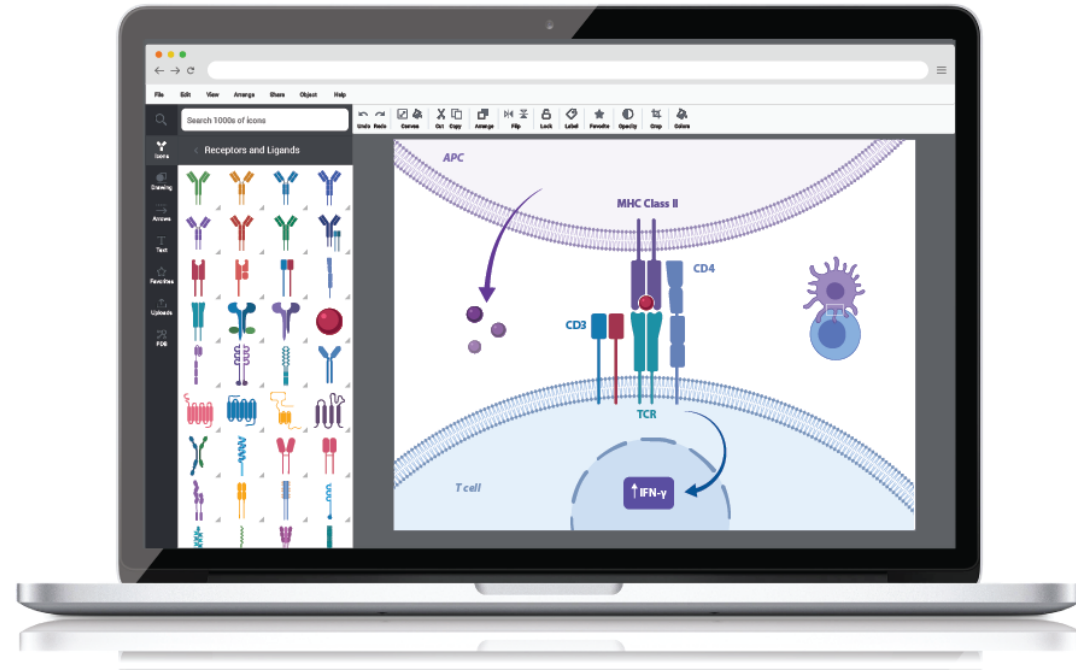 File Edit View Arrange Share Object Help
Search 1000s of icons
Undo Redo Canvas Cut Copy Arrange Flip Lock Label Favorite Opacity Crop Colors
Icons
Receptors and Ligands
Drawing
Arrows
Text
Favorites
Uploads
PDB
APC
MHC Class II
CD4
CD3
TCR
T cell
↑IFN-γ